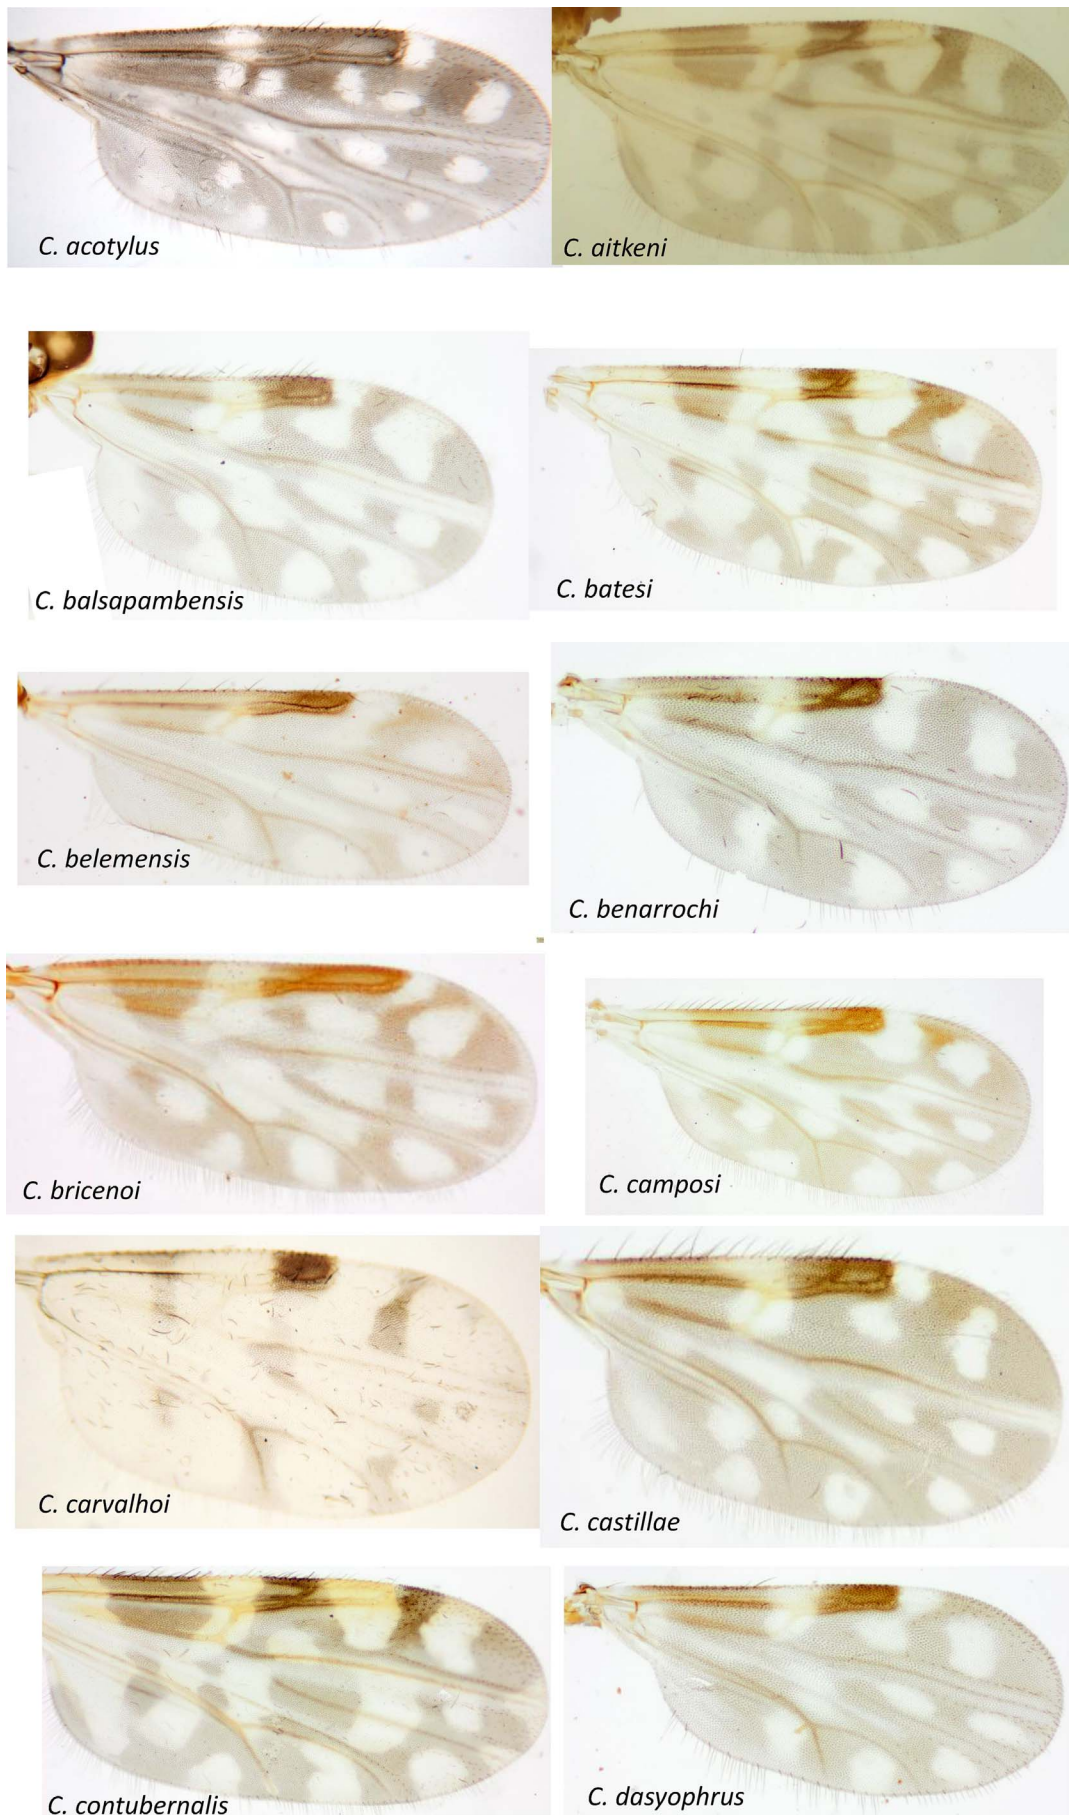 C. acotylus
C. aitkeni
C. balsapambensis
C. batesi
C. belemensis
C. benarrochi
C. bricenoi
C. camposi
C. carvalhoi
C. castillae
C. contubernalis
C. dasyophrus